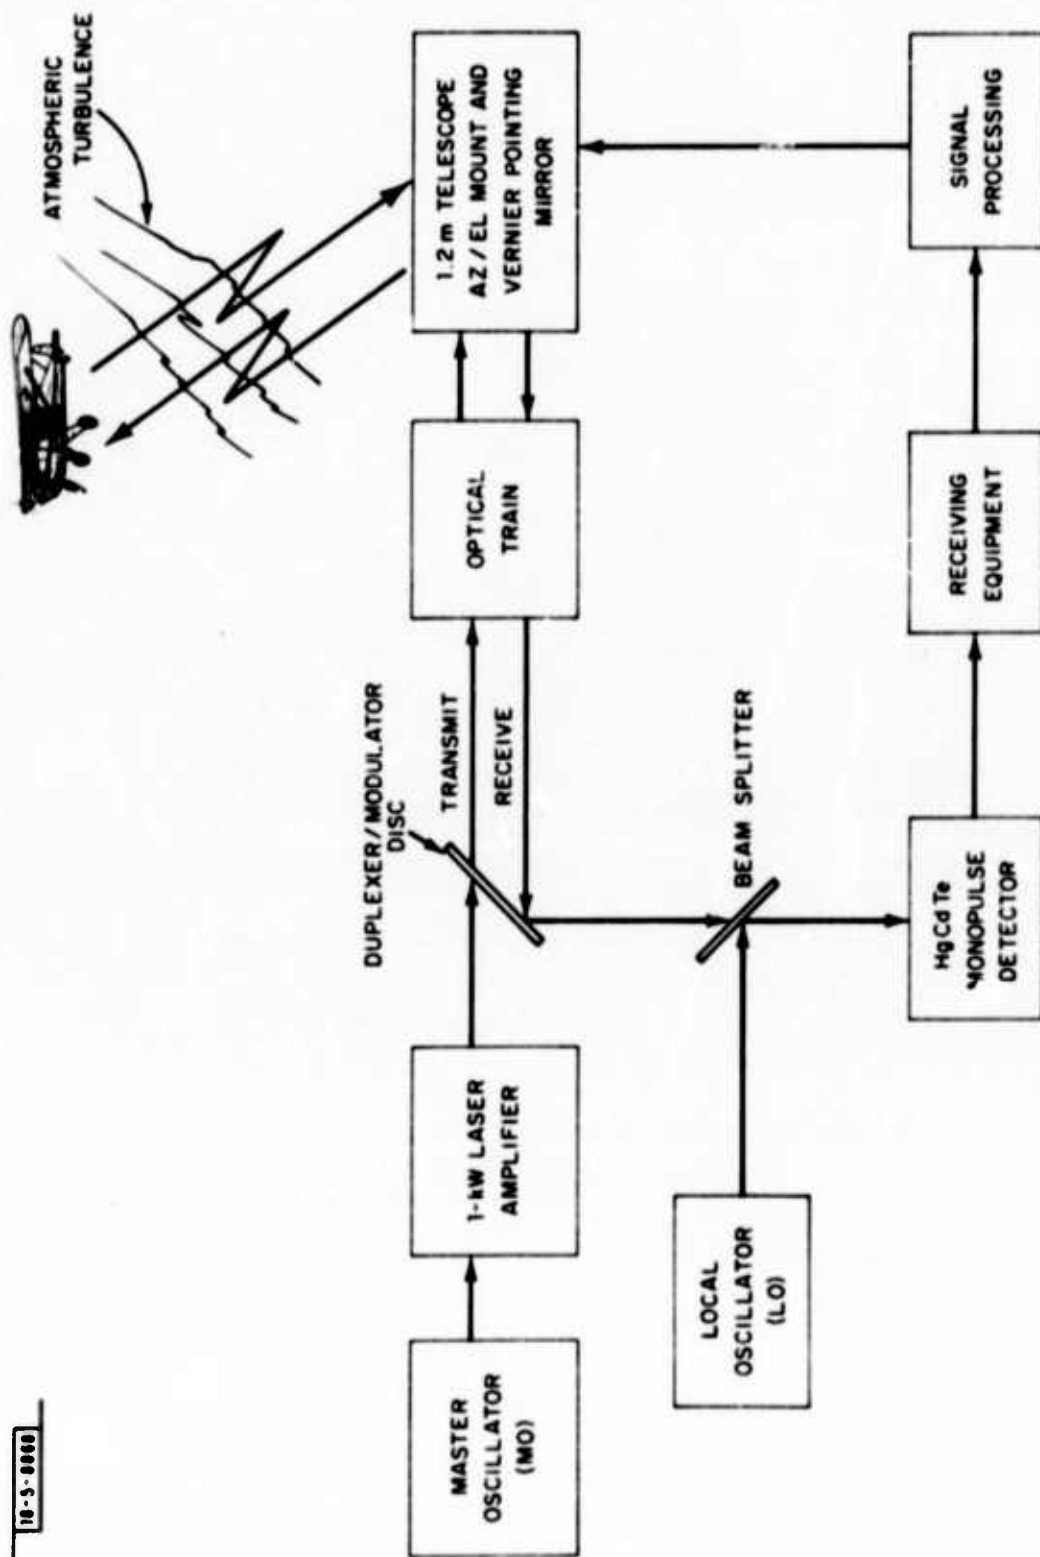 18-5-8868
ATMOSPHERIC
TURBULENCE
MASTER
OSCILLATOR
(MO)
1-kW LASER
AMPLIFIER
DUPLEXER/MODULATOR
DISC
TRANSMIT
RECEIVE
OPTICAL
TRAIN
1.2 m TELESCOPE
AZ/EL MOUNT AND
VERNIER POINTING
MIRROR
LOCAL
OSCILLATOR
(LO)
BEAM SPLITTER
HgCdTe
MONOPULSE
DETECTOR
RECEIVING
EQUIPMENT
SIGNAL
PROCESSING